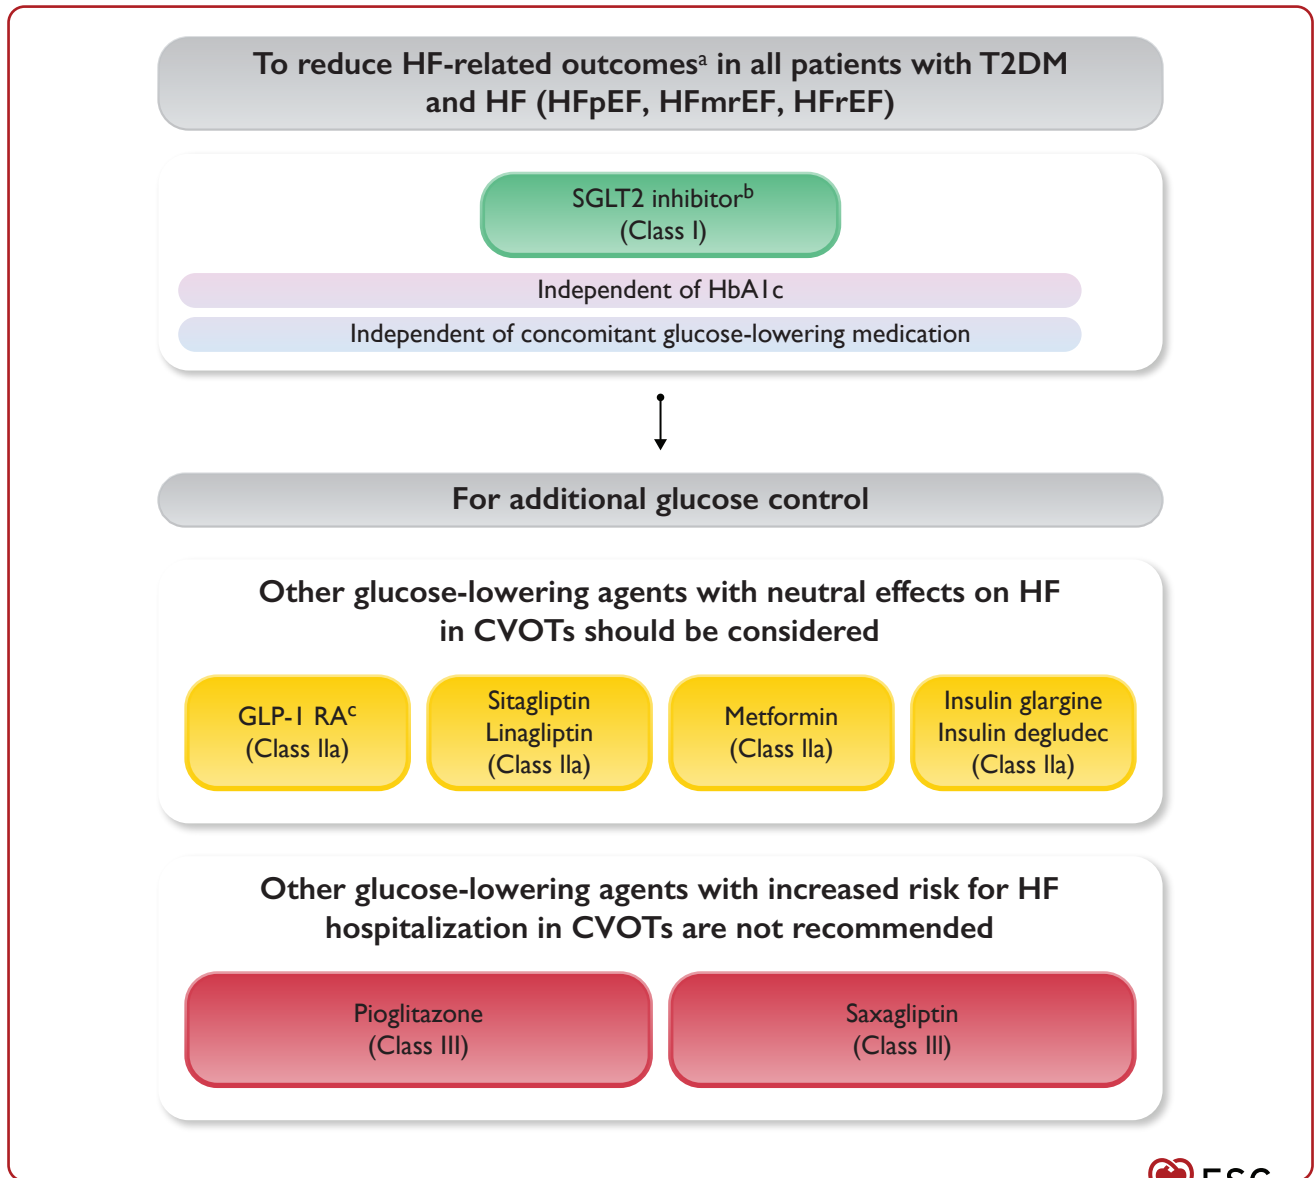 To reduce HF-related outcomesᵃ in all patients with T2DM
and HF (HFpEF, HFmrEF, HFrEF)
SGLT2 inhibitorᵇ
(Class I)
Independent of HbA1c
Independent of concomitant glucose-lowering medication
For additional glucose control
Other glucose-lowering agents with neutral effects on HF
in CVOTs should be considered
GLP-1 RAᶜ
(Class IIa)
Sitagliptin
Linagliptin
(Class IIa)
Metformin
(Class IIa)
Insulin glargine
Insulin degludec
(Class IIa)
Other glucose-lowering agents with increased risk for HF
hospitalization in CVOTs are not recommended
Pioglitazone
(Class III)
Saxagliptin
(Class III)
ESC